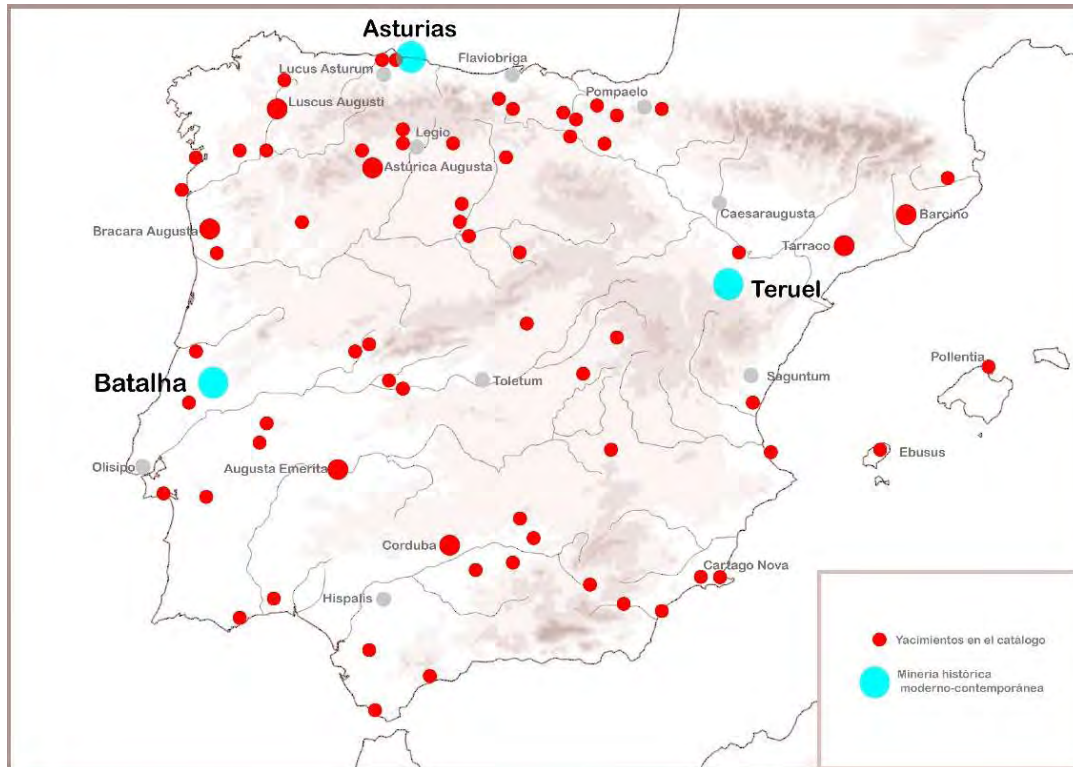 Asturias
Flaviobriga
Lucus Asturum
Pompaelo
Luscus Augusti
Legio
Astúrica Augusta
Caesaraugusta
Barcino
Bracara Augusta
Tarraco
Teruel
Pollentia
Batalha
Toletum
Saguntum
Ebusus
Olisipo
Augusta Emerita
Corduba
Cartago Nova
Hispalis
Yacimientos en el catálogo
Minería histórica
moderno-contemporánea